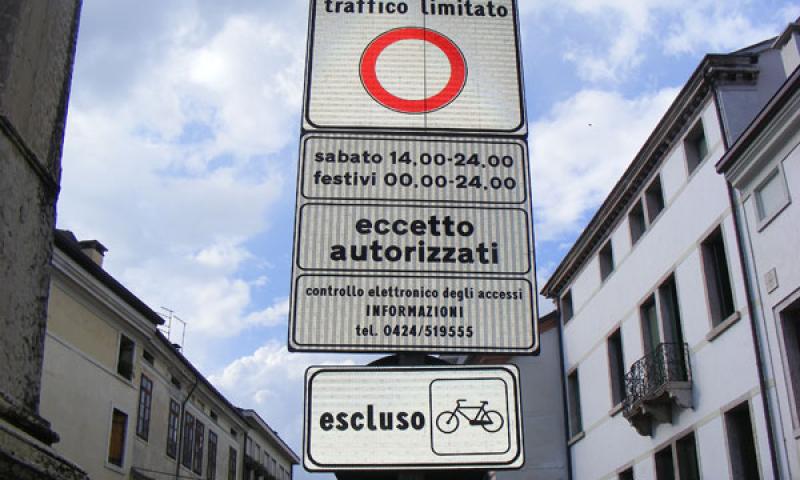 traffico limitato
sabato 14.00-24.00
festivi 00.00-24.00
eccetto
autorizzati
controllo elettronico degli accessi
INFORMAZIONI
tel. 0424/519555
escluso